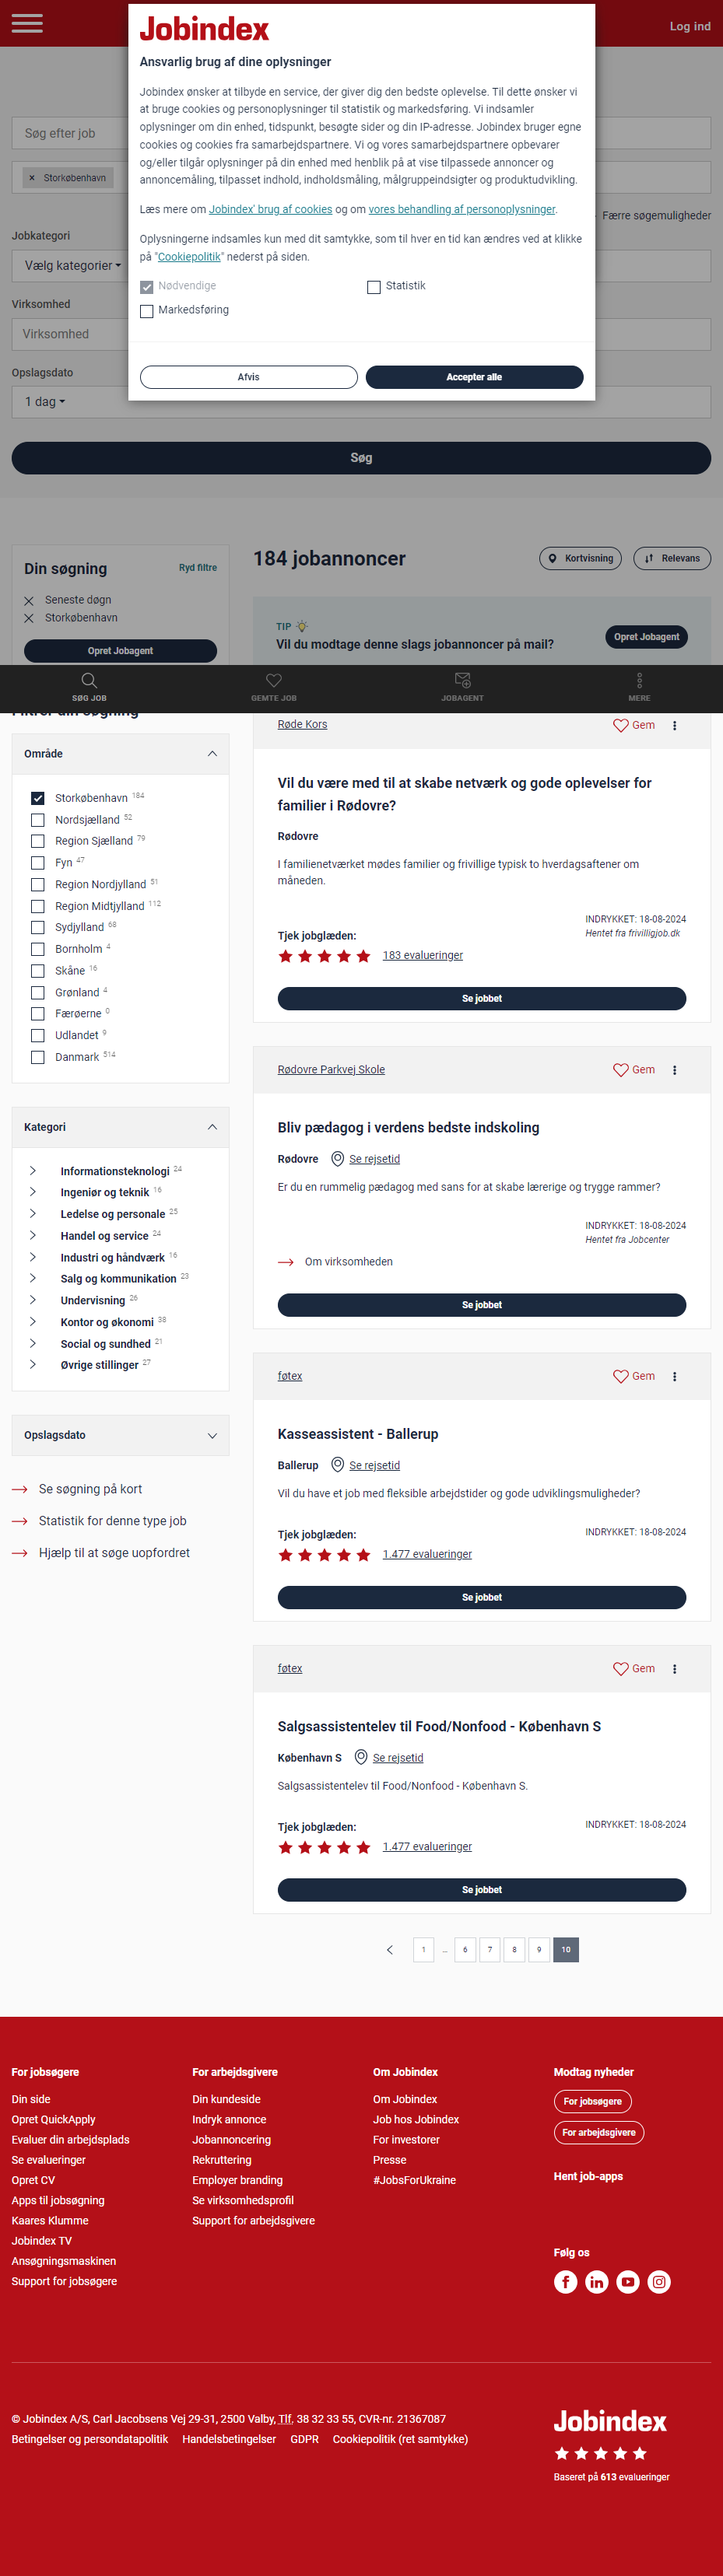 Log ind
Jobindex
Ansvarlig brug af dine oplysninger
Jobindex ønsker at tilbyde en service, der giver dig den bedste oplevelse. Til dette ønsker vi
at bruge cookies og personoplysninger til statistik og markedsføring. Vi indsamler
oplysninger om din enhed, tidspunkt, besøgte sider og din IP-adresse. Jobindex bruger egne
cookies og cookies fra samarbejdspartnere. Vi og vores samarbejdspartnere opbevarer
og/eller tilgår oplysninger på din enhed med henblik på at vise tilpassede annoncer og
annoncemåling, tilpasset indhold, indholdsmåling, målgruppeindsigter og produktudvikling.
Læs mere om Jobindex' brug af cookies og om vores behandling af personoplysninger.
Oplysningerne indsamles kun med dit samtykke, som til hver en tid kan ændres ved at klikke
på "Cookiepolitik" nederst på siden.
Nødvendige
Statistik
Markedsføring
Afvis
Accepter alle
Søg efter job
Storkøbenhavn
Færre søgemuligheder
Jobkategori
Vælg kategorier
Virksomhed
Virksomhed
Opslagsdato
1 dag
Søg
Din søgning
Ryd filtre
Seneste døgn
Storkøbenhavn
Opret Jobagent
184 jobannoncer
Kortvisning
Relevans
TIP
Vil du modtage denne slags jobannoncer på mail?
Opret Jobagent
SØG JOB
GEMTE JOB
JOBAGENT
MERE
Filtrer din søgning
Område
Storkøbenhavn 184
Nordsjælland 52
Region Sjælland 79
Fyn 47
Region Nordjylland 51
Region Midtjylland 112
Sydjylland 68
Bornholm 4
Skåne 16
Grønland 4
Færøerne 9
Udlandet 9
Danmark 514
Kategori
Informationsteknologi 24
Ingeniør og teknik 16
Ledelse og personale 25
Handel og service 24
Industri og håndværk 16
Salg og kommunikation 23
Undervisning 26
Kontor og økonomi 38
Social og sundhed 21
Øvrige stillinger 27
Opslagsdato
Se søgning på kort
Statistik for denne type job
Hjælp til at søge uopfordret
Røde Kors
Gem
Vil du være med til at skabe netværk og gode oplevelser for
familier i Rødovre?
Rødovre
I familienetværket mødes familier og frivillige typisk to hverdagsaftener om
måneden.
INDRYKKET: 18-08-2024
Hentet fra frivilligjob.dk
Tjek jobglæden:
183 evalueringer
Se jobbet
Rødovre Parkvej Skole
Gem
Bliv pædagog i verdens bedste indskoling
Rødovre
Se rejsetid
Er du en rummelig pædagog med sans for at skabe lærerige og trygge rammer?
INDRYKKET: 18-08-2024
Hentet fra Jobcenter
Om virksomheden
Se jobbet
føtex
Gem
Kasseassistent - Ballerup
Ballerup
Se rejsetid
Vil du have et job med fleksible arbejdstider og gode udviklingsmuligheder?
INDRYKKET: 18-08-2024
Tjek jobglæden:
1.477 evalueringer
Se jobbet
føtex
Gem
Salgsassistentelev til Food/Nonfood - København S
København S
Se rejsetid
Salgsassistentelev til Food/Nonfood - København S.
INDRYKKET: 18-08-2024
Tjek jobglæden:
1.477 evalueringer
Se jobbet
1 ... 6 7 8 9 10
For jobsøgere
Din side
Opret QuickApply
Evaluer din arbejdsplads
Se evalueringer
Opret CV
Apps til jobsøgning
Kaares Klumme
Jobindex TV
Ansøgningsmaskinen
Support for jobsøgere
For arbejdsgivere
Din kundeside
Indryk annonce
Jobannoncering
Rekruttering
Employer branding
Se virksomhedsprofil
Support for arbejdsgivere
Om Jobindex
Om Jobindex
Job hos Jobindex
For investorer
Presse
#JobsForUkraine
Modtag nyheder
For jobsøgere
For arbejdsgivere
Hent job-apps
Følg os
© Jobindex A/S, Carl Jacobsens Vej 29-31, 2500 Valby, Tlf. 38 32 33 55, CVR-nr. 21367087
Betingelser og persondatapolitik Handelsbetingelser GDPR Cookiepolitik (ret samtykke)
Jobindex
Baseret på 613 evalueringer